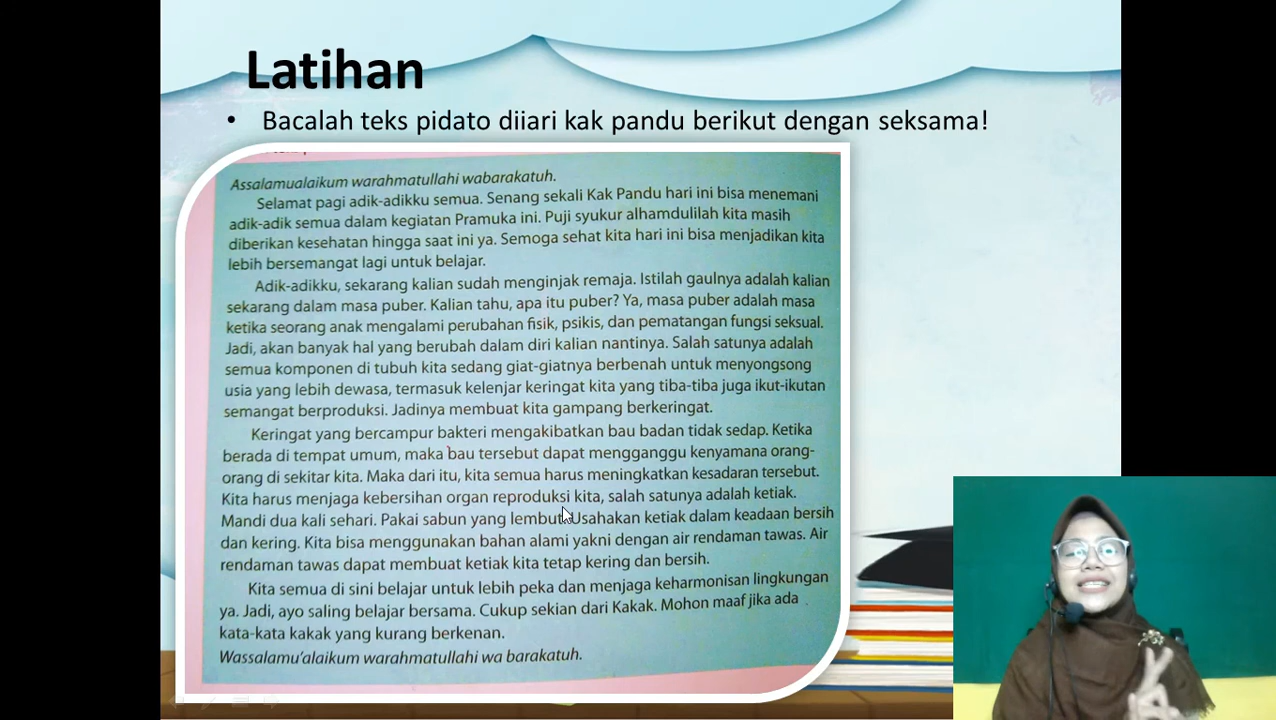 Latihan
• Bacalah teks pidato diiari kak pandu berikut dengan seksama!
Assalamualaikum warahmatullahi wabarakatuh.
Selamat pagi adik-adikku semua. Senang sekali Kak Pandu hari ini bisa menemani
adik-adik semua dalam kegiatan Pramuka ini. Puji syukur alhamdulilah kita masih
diberikan kesehatan hingga saat ini ya. Semoga sehat kita hari ini bisa menjadikan kita
lebih bersemangat lagi untuk belajar.
Adik-adikku, sekarang kalian sudah menginjak remaja. Istilah gaulnya adalah kalian
sekarang dalam masa puber. Kalian tahu, apa itu puber? Ya, masa puber adalah masa
ketika seorang anak mengalami perubahan fisik, psikis, dan pematangan fungsi seksual.
Jadi, akan banyak hal yang berubah dalam diri kalian nantinya. Salah satunya adalah
semua komponen di tubuh kita sedang giat-giatnya berbenah untuk menyongsong
usia yang lebih dewasa, termasuk kelenjar keringat kita yang tiba-tiba juga ikut-ikutan
semangat berproduksi. Jadinya membuat kita gampang berkeringat.
Keringat yang bercampur bakteri mengakibatkan bau badan tidak sedap. Ketika
berada di tempat umum, maka bau tersebut dapat mengganggu kenyamana orang-
orang di sekitar kita. Maka dari itu, kita semua harus meningkatkan kesadaran tersebut.
Kita harus menjaga kebersihan organ reproduksi kita, salah satunya adalah ketiak.
Mandi dua kali sehari. Pakai sabun yang lembut. Usahakan ketiak dalam keadaan bersih
dan kering. Kita bisa menggunakan bahan alami yakni dengan air rendaman tawas. Air
rendaman tawas dapat membuat ketiak kita tetap kering dan bersih.
Kita semua di sini belajar untuk lebih peka dan menjaga keharmonisan lingkungan
ya. Jadi, ayo saling belajar bersama. Cukup sekian dari Kakak. Mohon maaf jika ada
kata-kata kakak yang kurang berkenan.
Wassalamu'alaikum warahmatullahi wa barakatuh.